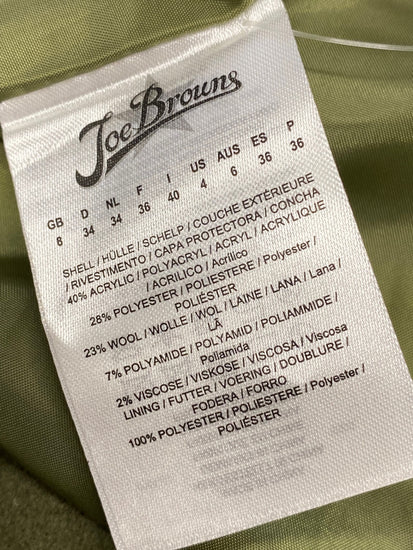 Joe Browns
GB D NL F I US AUS ES P
8 34 34 36 40 4 6 36 36
SHELL / HÜLLE / SCHELP / COUCHE EXTÉRIEURE
/ RIVESTIMENTO / CAPA PROTECTORA / CONCHA
40% ACRYLIC / POLYACRYL / ACRYL / ACRYLIQUE
/ ACRILICO / Acrílico
28% POLYESTER / POLIESTERE / Polyester /
POLIÉSTER
23% WOOL / WOLLE / WOL / LAINE / LANA / Lana /
LÃ
7% POLYAMIDE / POLYAMID / POLIAMMIDE /
Poliamida
2% VISCOSE / VISKOSE / VISCOSA / Viscosa
LINING / FUTTER / VOERING / DOUBLURE /
FODERA / FORRO
100% POLYESTER / POLIESTERE / Polyester /
POLIÉSTER